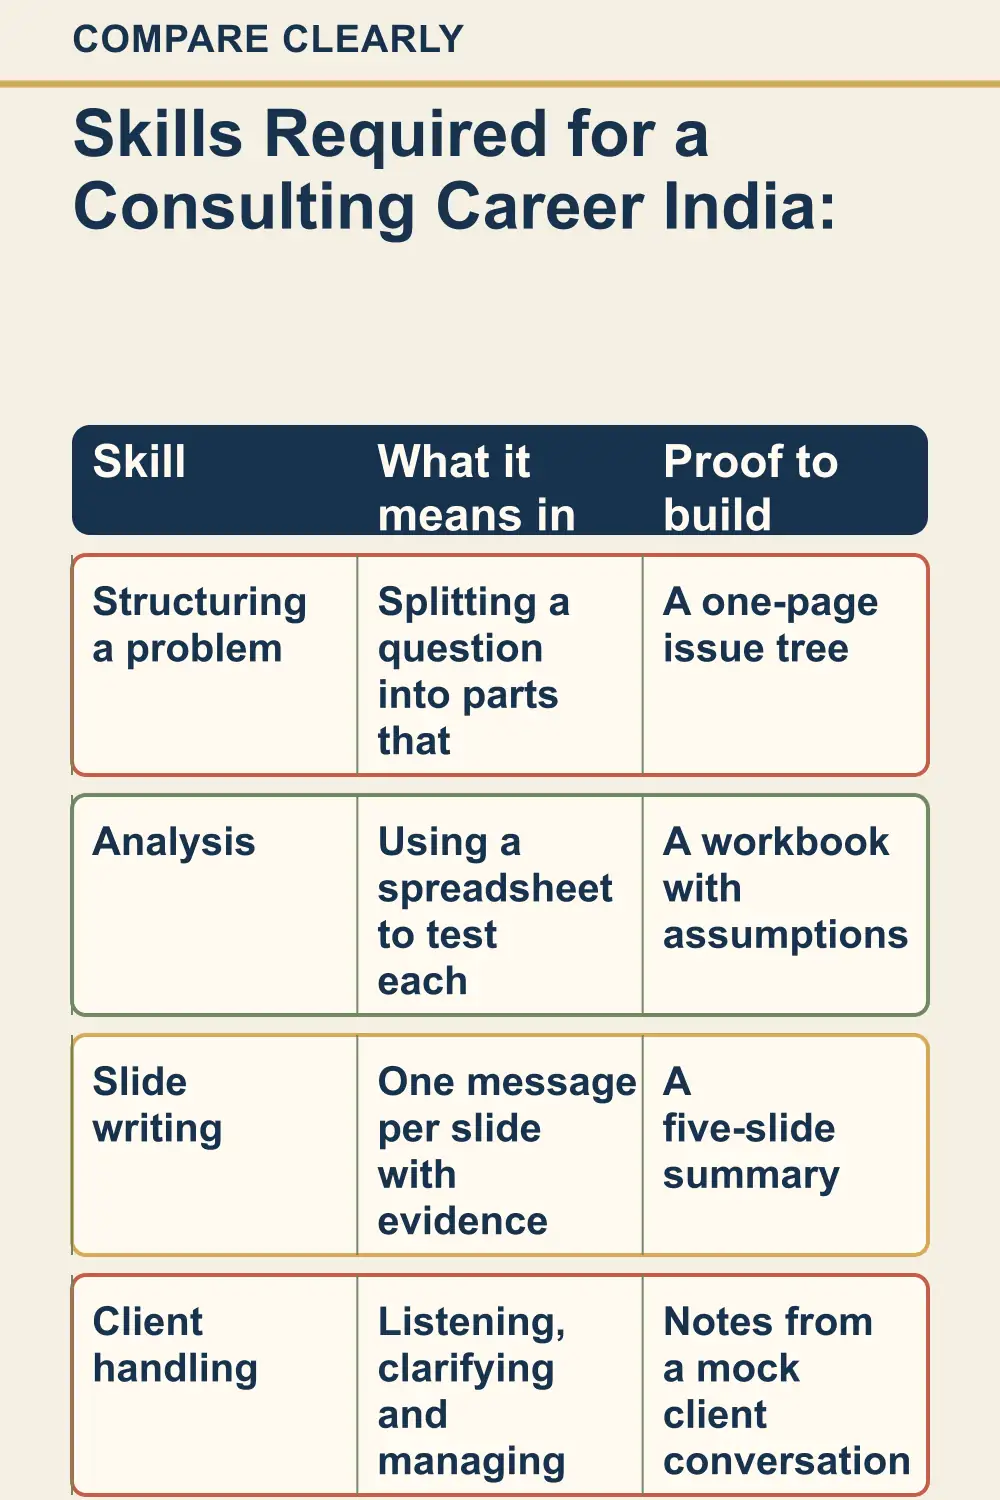 COMPARE CLEARLY
Skills Required for a
Consulting Career India:
Skill
What it
means in
Proof to
build
Structuring
a problem
Splitting a
question
into parts
that
A one-page
issue tree
Analysis
Using a
spreadsheet
to test
each
A workbook
with
assumptions
Slide
writing
One message
per slide
with
evidence
A
five-slide
summary
Client
handling
Listening,
clarifying
and
managing
Notes from
a mock
client
conversation